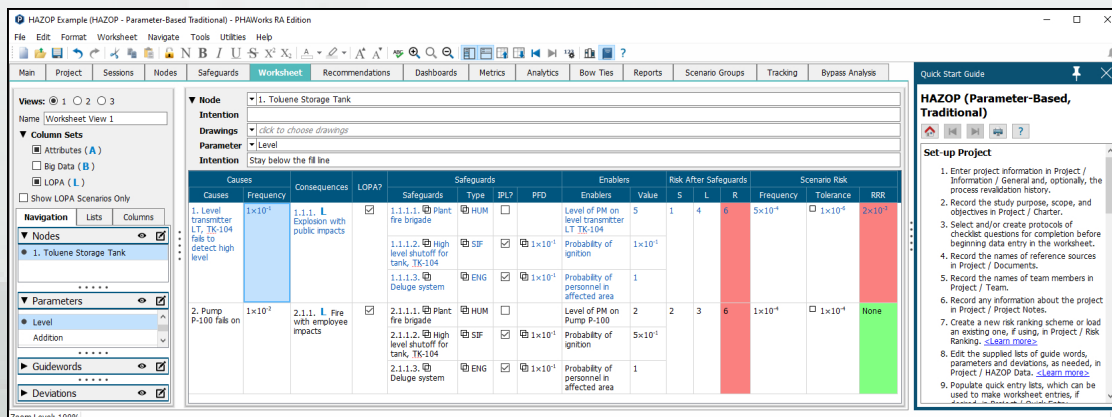 HAZOP Example (HAZOP - Parameter-Based Traditional) - PHAWorks RA Edition
File Edit Format Worksheet Navigate Tools Utilities Help
N B I U S X² X₂ A A A ABC ?
Main Project Sessions Nodes Safeguards Worksheet Recommendations Dashboards Metrics Analytics Bow Ties Reports Scenario Groups Tracking Bypass Analysis
Views: 1 2 3
Name Worksheet View 1
Column Sets
Attributes ( A )
Big Data ( B )
LOPA ( L )
Show LOPA Scenarios Only
Navigation Lists Columns
Nodes
1. Toluene Storage Tank
Parameters
Level
Addition
Guidewords
Deviations
Zoom Level: 100%
Node 1. Toluene Storage Tank
Intention
Drawings click to choose drawings
Parameter Level
Intention Stay below the fill line
Causes Consequences LOPA? Safeguards Enablers Risk After Safeguards Scenario Risk
Causes Frequency Safeguards Type IPL? PFD Enablers Value S L R Frequency Tolerance RRR
1. Level transmitter LT, TK-104 fails to detect high level
1×10⁻¹
1.1.1. L Explosion with public impacts
1.1.1.1. Plant fire brigade HUM
Level of PM on level transmitter LT TK-104 5
1 4 6 5×10⁻⁴
2×10⁻³
1.1.1.2. High level shutoff for tank, TK-104 SIF 1×10⁻¹
Probability of ignition 1×10⁻¹
1.1.1.3. Deluge system ENG 1×10⁻¹
Probability of personnel in affected area 1
2. Pump P-100 fails on
1×10⁻²
2.1.1. L Fire with employee impacts
2.1.1.1. Plant fire brigade HUM
Level of PM on Pump P-100 2
2 3 6 1×10⁻⁴ 1×10⁻⁴ None
2.1.1.2. High level shutoff for tank, TK-104 SIF 1×10⁻¹
Probability of ignition 5×10⁻¹
2.1.1.3. Deluge system ENG 1×10⁻¹
Probability of personnel in affected area 1
Quick Start Guide
HAZOP (Parameter-Based, Traditional)
?
Set-up Project
1. Enter project information in Project /
Information / General and, optionally, the
process revalidation history.
2. Record the study purpose, scope, and
objectives in Project / Charter.
3. Select and/or create protocols of
checklist questions for completion before
beginning data entry in the worksheet.
4. Record the names of reference sources
in Project / Documents.
5. Record the names of team members in
Project / Team.
6. Record any information about the project
in Project / Project Notes.
7. Create a new risk ranking scheme or load
an existing one, if using, in Project / Risk
Ranking. <Learn more>
8. Edit the supplied lists of guide words,
parameters and deviations, as needed, in
Project / HAZOP Data. <Learn more>
9. Populate quick entry lists, which can be
used to make worksheet entries, if